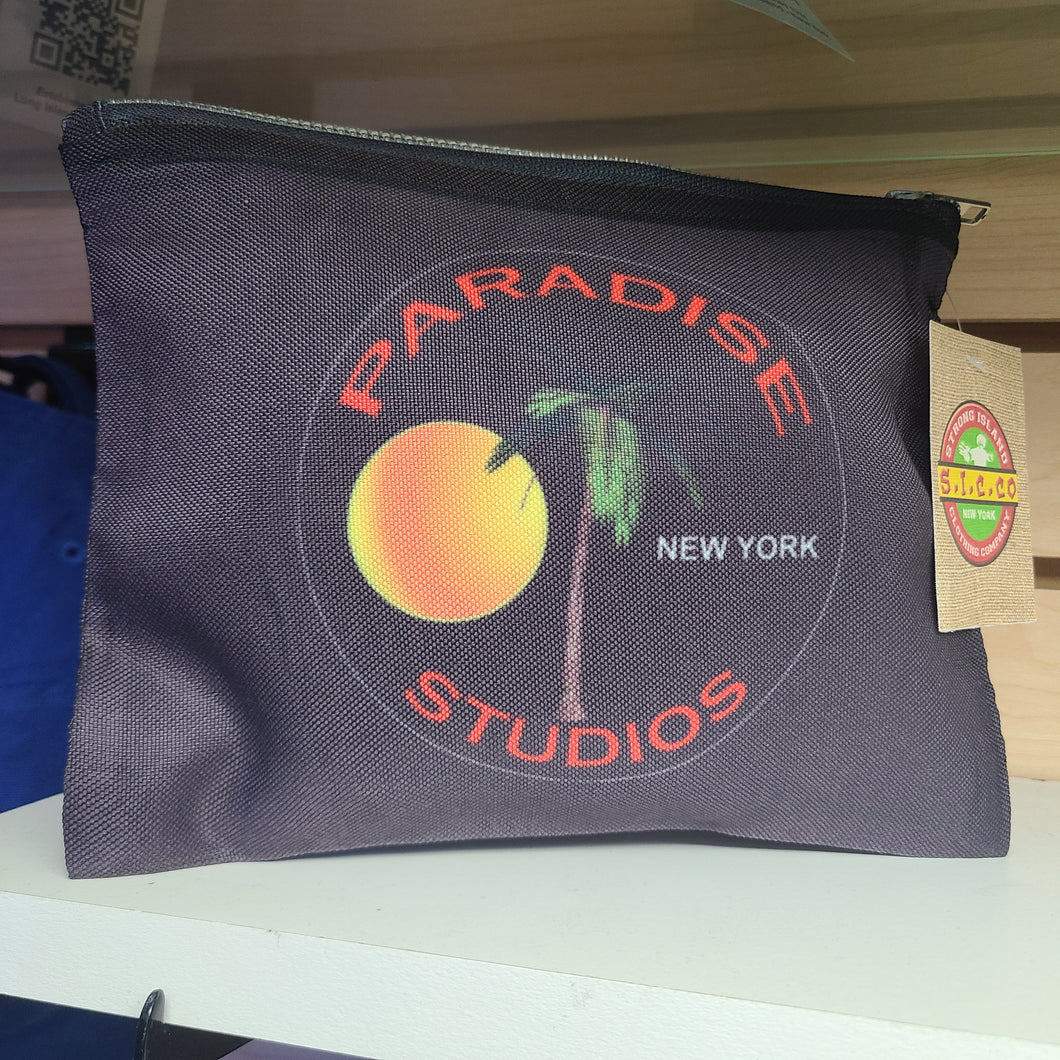 PARADISE
NEW YORK
STUDIOS
STRONG ISLAND
S.I.C.CO
NEW YORK
CLOTHING COMPANY